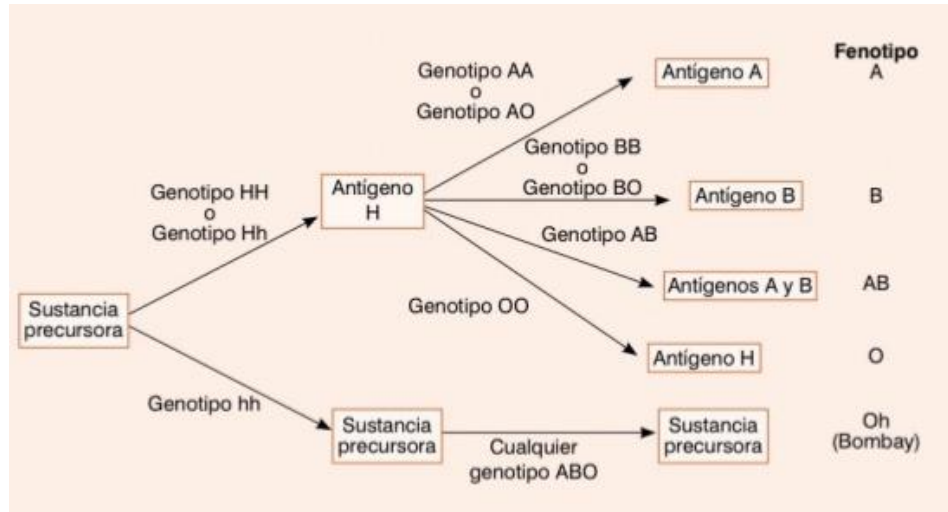 Fenotipo
Genotipo AA
o
Genotipo AO
Antígeno A
A
Genotipo BB
o
Genotipo BO
Antígeno B
B
Genotipo HH
o
Genotipo Hh
Antígeno
H
Genotipo AB
Antígenos A y B
AB
Sustancia
precursora
Genotipo OO
Antígeno H
O
Genotipo hh
Sustancia
precursora
Cualquier
genotipo ABO
Sustancia
precursora
Oh
(Bombay)